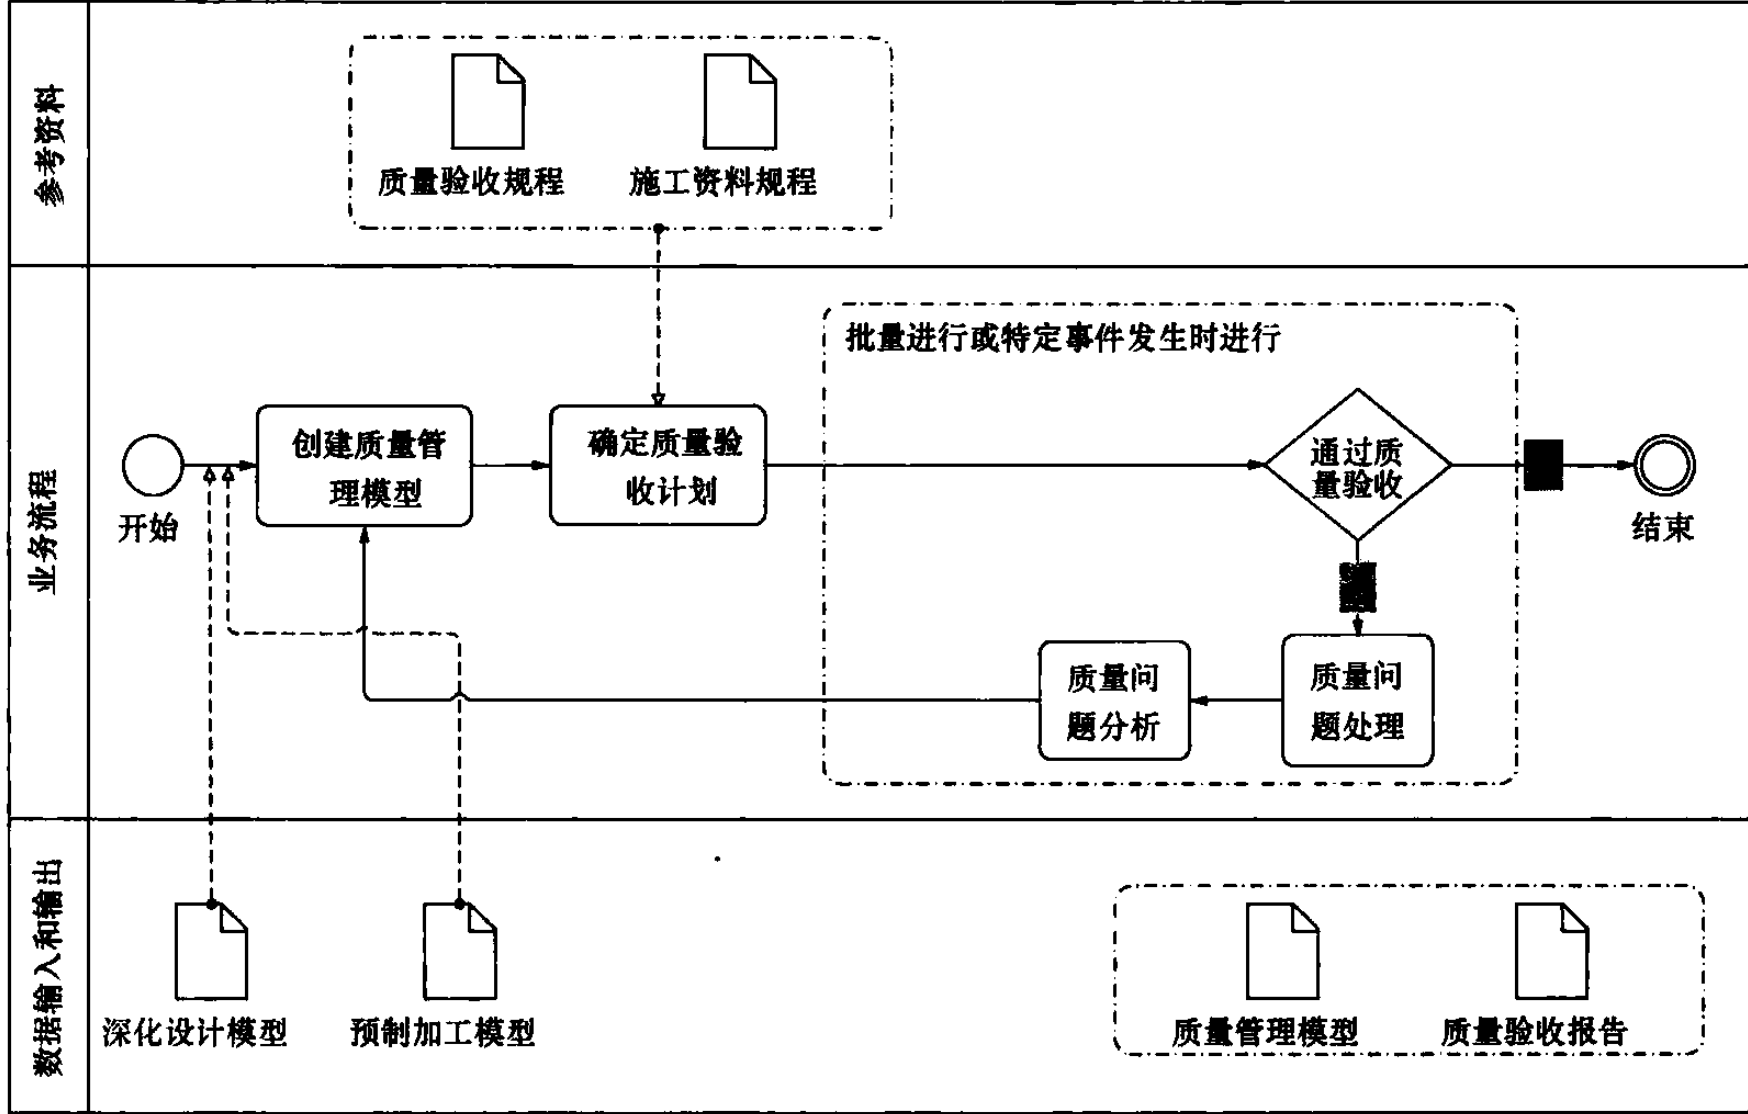 参考资料
质量验收规程
施工资料规程
业务流程
批量进行或特定事件发生时进行
开始
创建质量管
理模型
确定质量验
收计划
通过质
量验收
结束
质量问
题分析
质量问
题处理
数据输入和输出
深化设计模型
预制加工模型
质量管理模型
质量验收报告